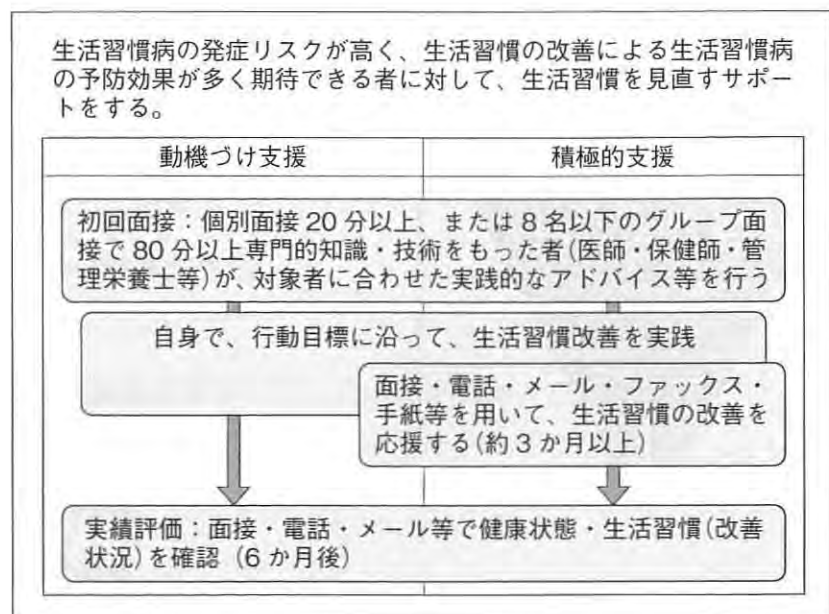 生活習慣病の発症リスクが高く、生活習慣の改善による生活習慣病
の予防効果が多く期待できる者に対して、生活習慣を見直すサポー
トをする。
動機づけ支援
積極的支援
初回面接：個別面接 20 分以上、または 8 名以下のグループ面
接で 80 分以上専門的知識・技術をもった者(医師・保健師・管
理栄養士等)が、対象者に合わせた実践的なアドバイス等を行う
自身で、行動目標に沿って、生活習慣改善を実践
面接・電話・メール・ファックス・
手紙等を用いて、生活習慣の改善を
応援する(約 3 か月以上)
実績評価：面接・電話・メール等で健康状態・生活習慣(改善
状況)を確認（6 か月後）